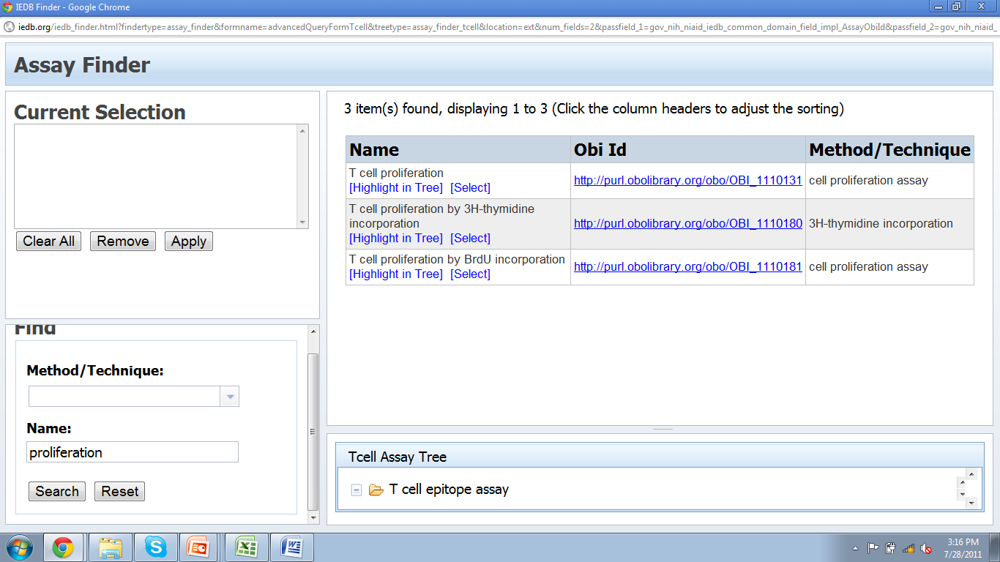 IEDB Finder - Google Chrome
iedb.org/iedb_finder.html?findertype=assay_finder&formname=advancedQueryFormTcell&treetype=assay_finder_tcell&location=ext&num_fields=2&passfield_1=gov_nih_niaid_iedb_common_domain_field_impl_AssayObiId&passfield_2=gov_nih_niaid_
Assay Finder
Current Selection
Clear All Remove Apply
Find
Method/Technique:
Name:
proliferation
Search Reset
3 item(s) found, displaying 1 to 3 (Click the column headers to adjust the sorting)
Name Obi Id Method/Technique
T cell proliferation
[Highlight in Tree] [Select] http://purl.obolibrary.org/obo/OBI_1110131 cell proliferation assay
T cell proliferation by 3H-thymidine
incorporation http://purl.obolibrary.org/obo/OBI_1110180 3H-thymidine incorporation
[Highlight in Tree] [Select]
T cell proliferation by BrdU incorporation
[Highlight in Tree] [Select] http://purl.obolibrary.org/obo/OBI_1110181 cell proliferation assay
Tcell Assay Tree
T cell epitope assay
3:16 PM
7/28/2011